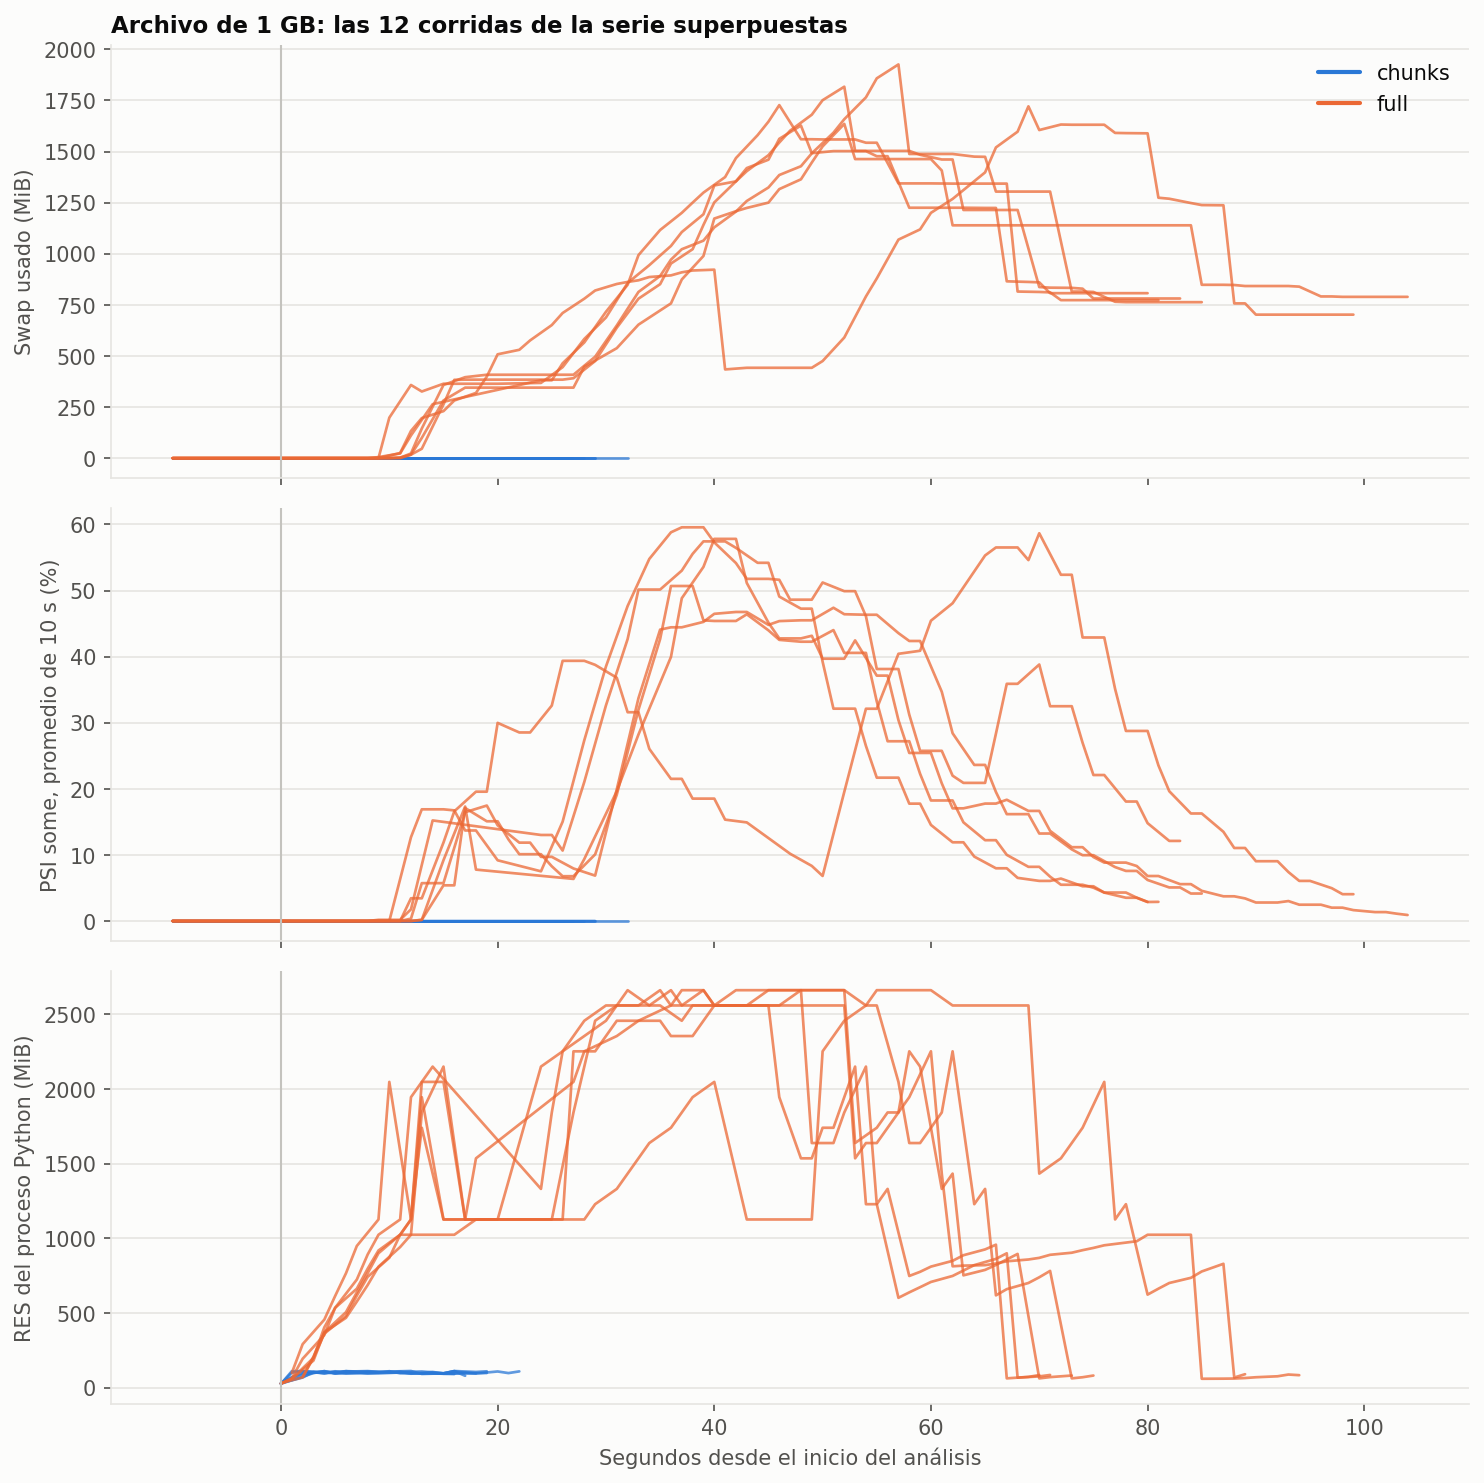 Archivo de 1 GB: las 12 corridas de la serie superpuestas
chunks
full
Swap usado (MiB)
2000
1750
1500
1250
1000
750
500
250
0
PSI some, promedio de 10 s (%)
60
50
40
30
20
10
0
RES del proceso Python (MiB)
2500
2000
1500
1000
500
0
0 20 40 60 80 100
Segundos desde el inicio del análisis